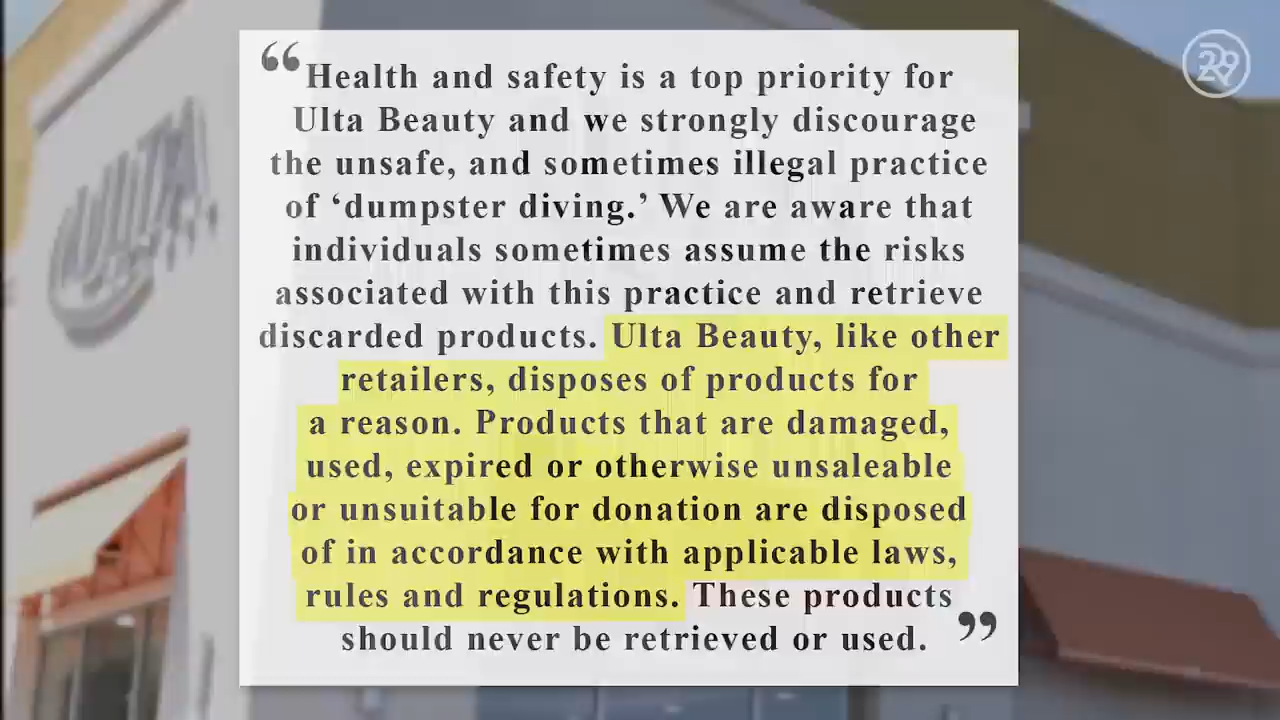 R29
ULTA
“Health and safety is a top priority for
Ulta Beauty and we strongly discourage
the unsafe, and sometimes illegal practice
of ‘dumpster diving.’ We are aware that
individuals sometimes assume the risks
associated with this practice and retrieve
discarded products. Ulta Beauty, like other
retailers, disposes of products for
a reason. Products that are damaged,
used, expired or otherwise unsaleable
or unsuitable for donation are disposed
of in accordance with applicable laws,
rules and regulations. These products
should never be retrieved or used.”